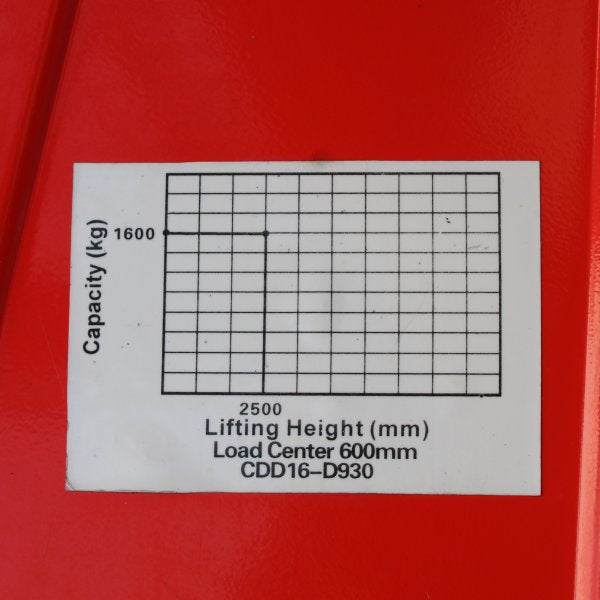 Capacity (kg)
1600
2500
Lifting Height (mm)
Load Center 600mm
CDD16–D930